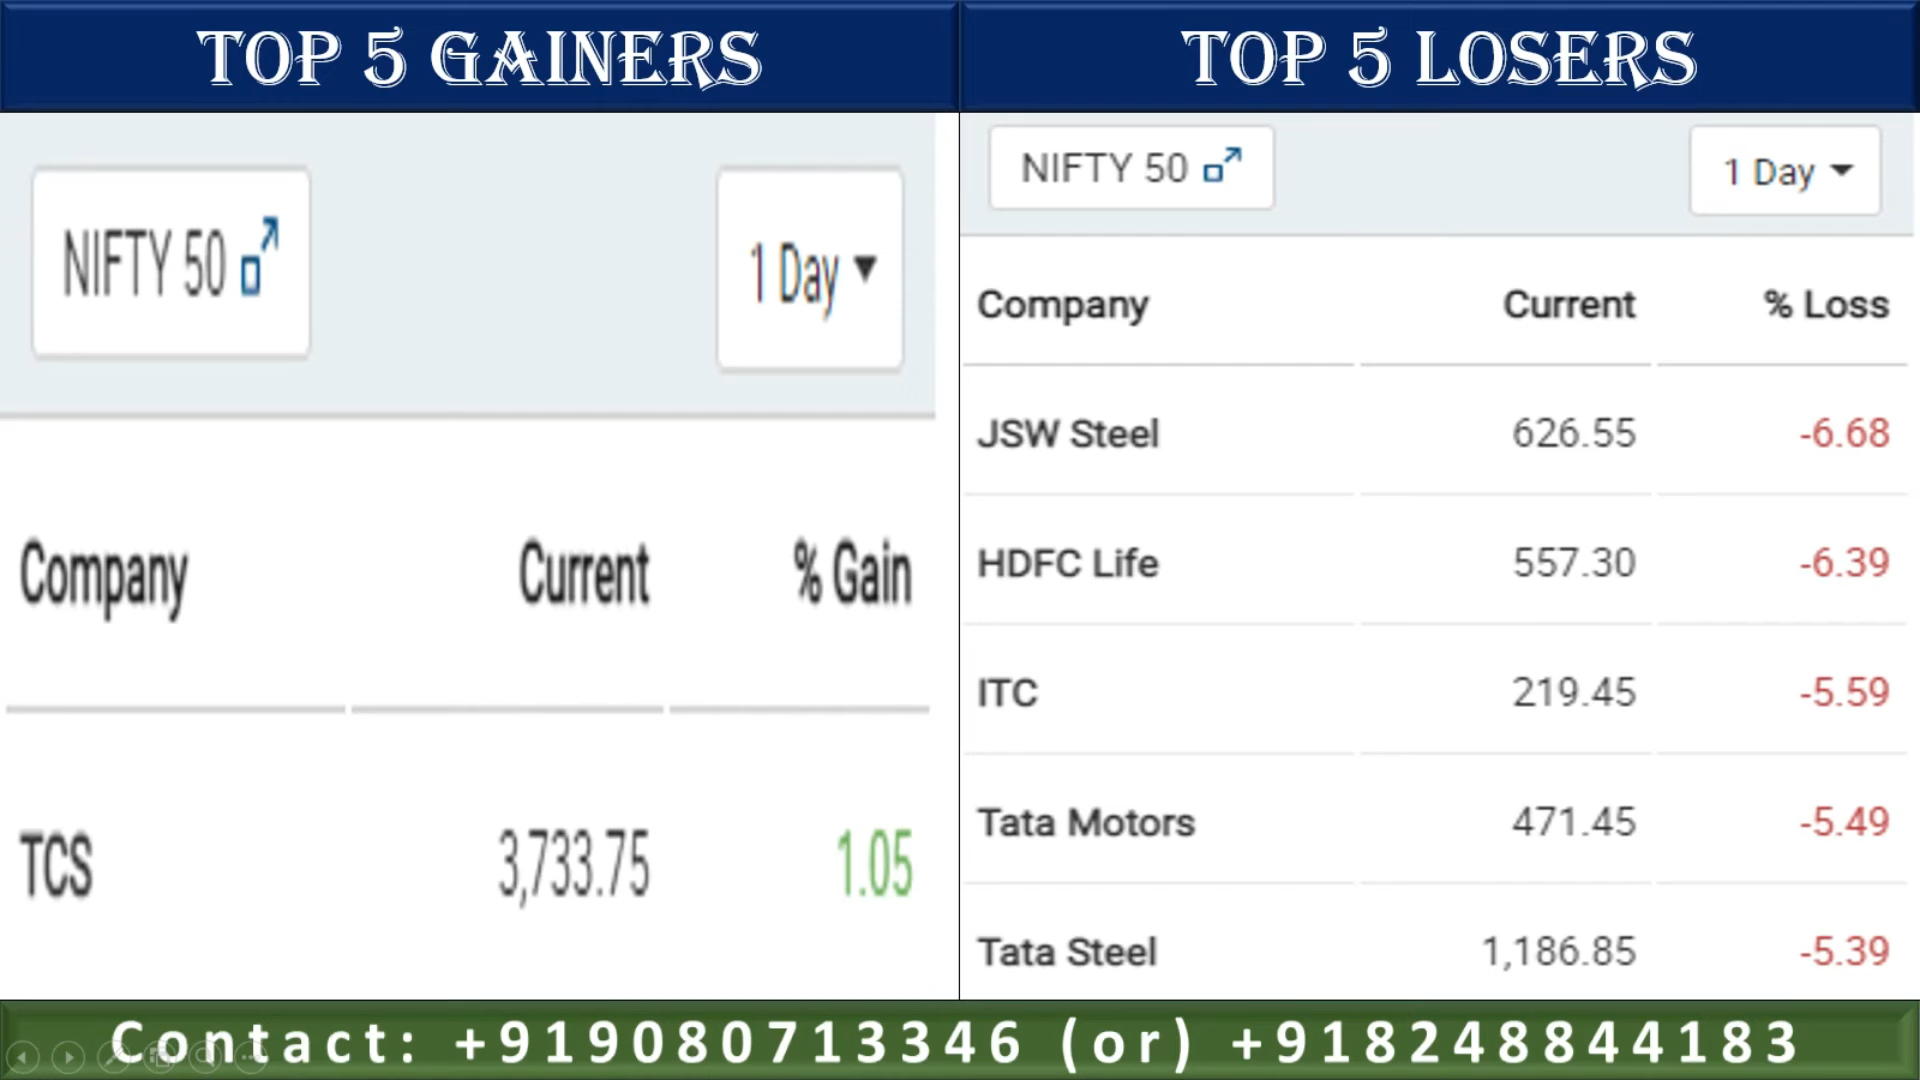 TOP 5 GAINERS
NIFTY 50
1 Day
Company Current % Gain
TCS 3,733.75 1.05
TOP 5 LOSERS
NIFTY 50
1 Day
Company Current % Loss
JSW Steel 626.55 -6.68
HDFC Life 557.30 -6.39
ITC 219.45 -5.59
Tata Motors 471.45 -5.49
Tata Steel 1,186.85 -5.39
Contact: +919080713346 (or) +918248844183